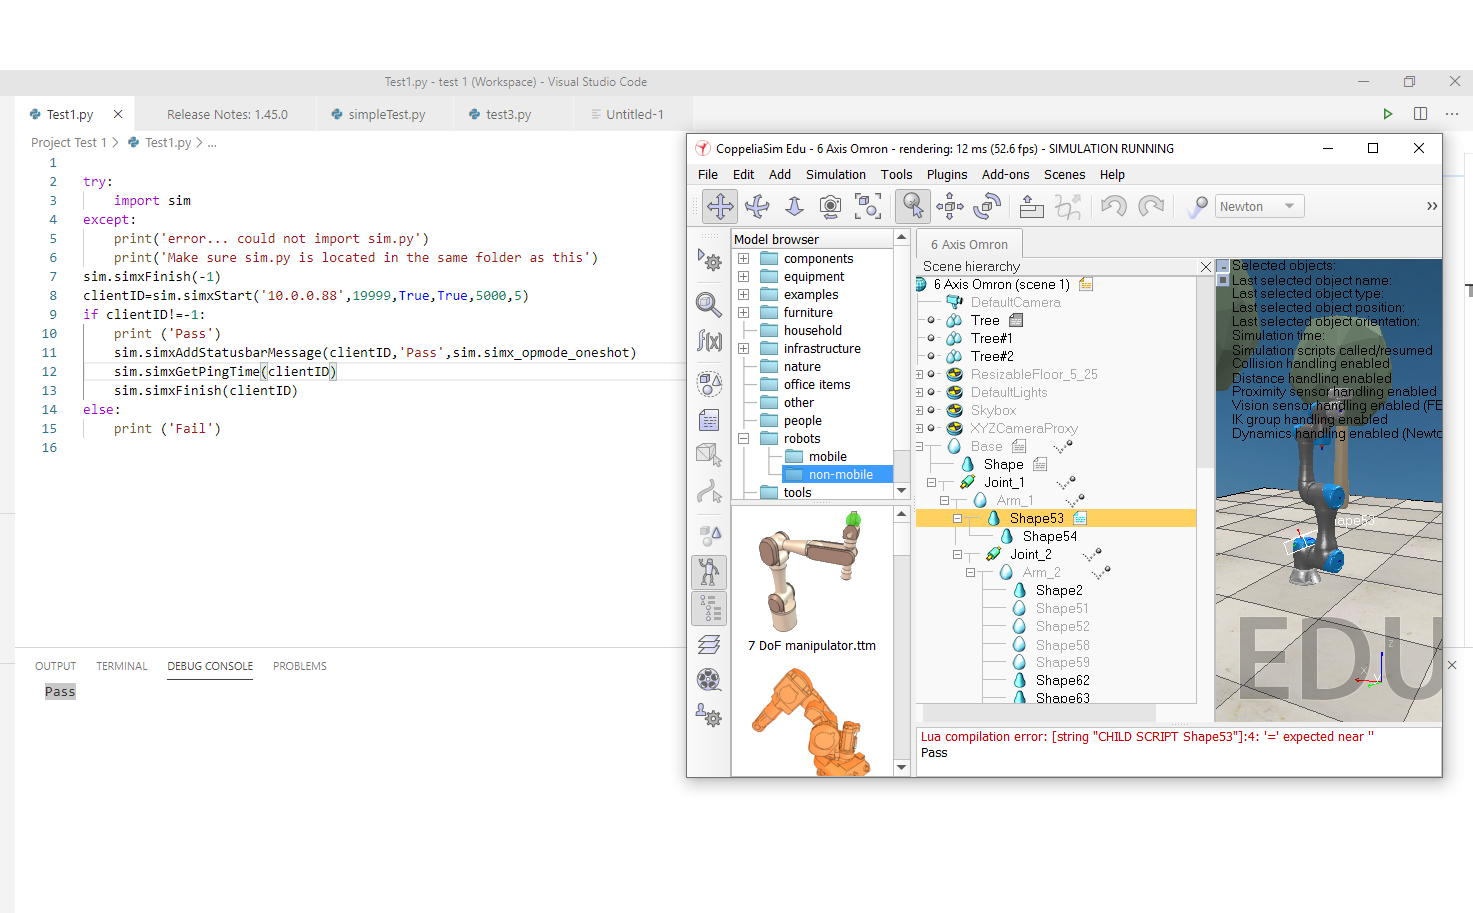 Test1.py - test 1 (Workspace) - Visual Studio Code
Test1.py
Release Notes: 1.45.0
simpleTest.py
test3.py
Untitled-1
Project Test 1 > Test1.py > ...
1
2 try:
3 import sim
4 except:
5 print('error... could not import sim.py')
6 print('Make sure sim.py is located in the same folder as this')
7 sim.simxFinish(-1)
8 clientID=sim.simxStart('10.0.0.88',19999,True,True,5000,5)
9 if clientID!=-1:
10 print ('Pass')
11 sim.simxAddStatusbarMessage(clientID,'Pass',sim.simx_opmode_oneshot)
12 sim.simxGetPingTime(clientID)
13 sim.simxFinish(clientID)
14 else:
15 print ('Fail')
16
OUTPUT
TERMINAL
DEBUG CONSOLE
PROBLEMS
Pass
CoppeliaSim Edu - 6 Axis Omron - rendering: 12 ms (52.6 fps) - SIMULATION RUNNING
File Edit Add Simulation Tools Plugins Add-ons Scenes Help
Newton
Model browser
components
equipment
examples
furniture
household
infrastructure
nature
office items
other
people
robots
mobile
non-mobile
tools
7 DoF manipulator.ttm
6 Axis Omron
Scene hierarchy
6 Axis Omron (scene 1)
DefaultCamera
Tree
Tree#1
Tree#2
ResizableFloor_5_25
DefaultLights
Skybox
XYZCameraProxy
Base
Shape
Joint_1
Arm_1
Shape53
Shape54
Joint_2
Arm_2
Shape2
Shape51
Shape52
Shape58
Shape59
Shape62
Shape63
Selected objects:
Last selected object name:
Last selected object type:
Last selected object position:
Last selected object orientation:
Simulation time:
Simulation scripts called/resumed
Collision handling enabled
Distance handling enabled
Proximity sensor handling enabled
Vision sensor handling enabled (FE
IK group handling enabled
Dynamics handling enabled (Newto
hape53
EDU
X
Y
Z
Lua compilation error: [string "CHILD SCRIPT Shape53"]:4: '=' expected near ''
Pass